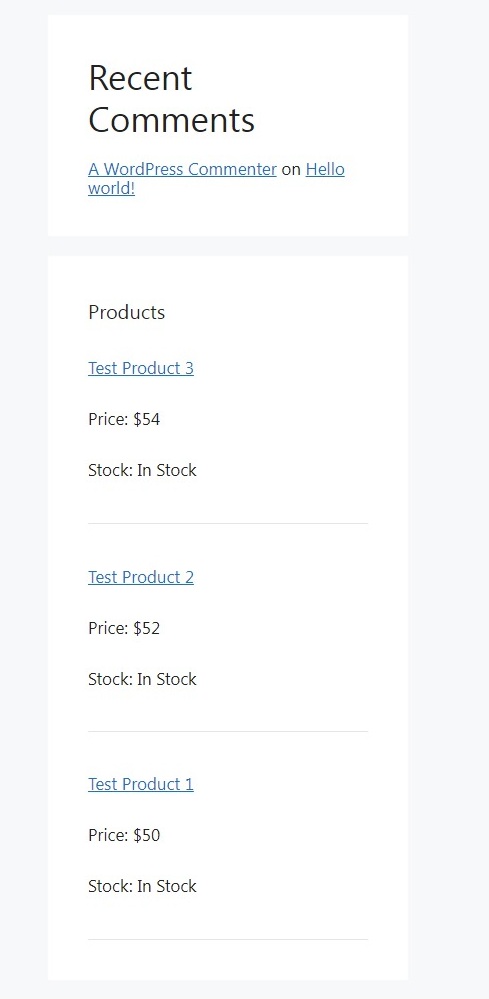 Recent
Comments
A WordPress Commenter on Hello
world!
Products
Test Product 3
Price: $54
Stock: In Stock
Test Product 2
Price: $52
Stock: In Stock
Test Product 1
Price: $50
Stock: In Stock